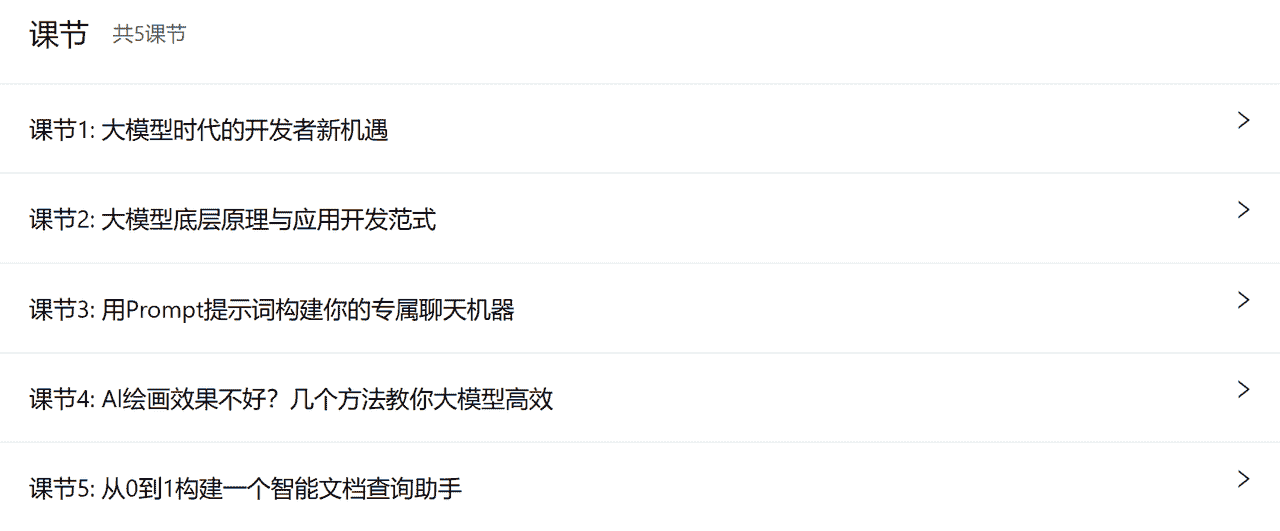 课节 共5课节
课节1: 大模型时代的开发者新机遇
课节2: 大模型底层原理与应用开发范式
课节3: 用Prompt提示词构建你的专属聊天机器
课节4: AI绘画效果不好？几个方法教你大模型高效
课节5: 从0到1构建一个智能文档查询助手